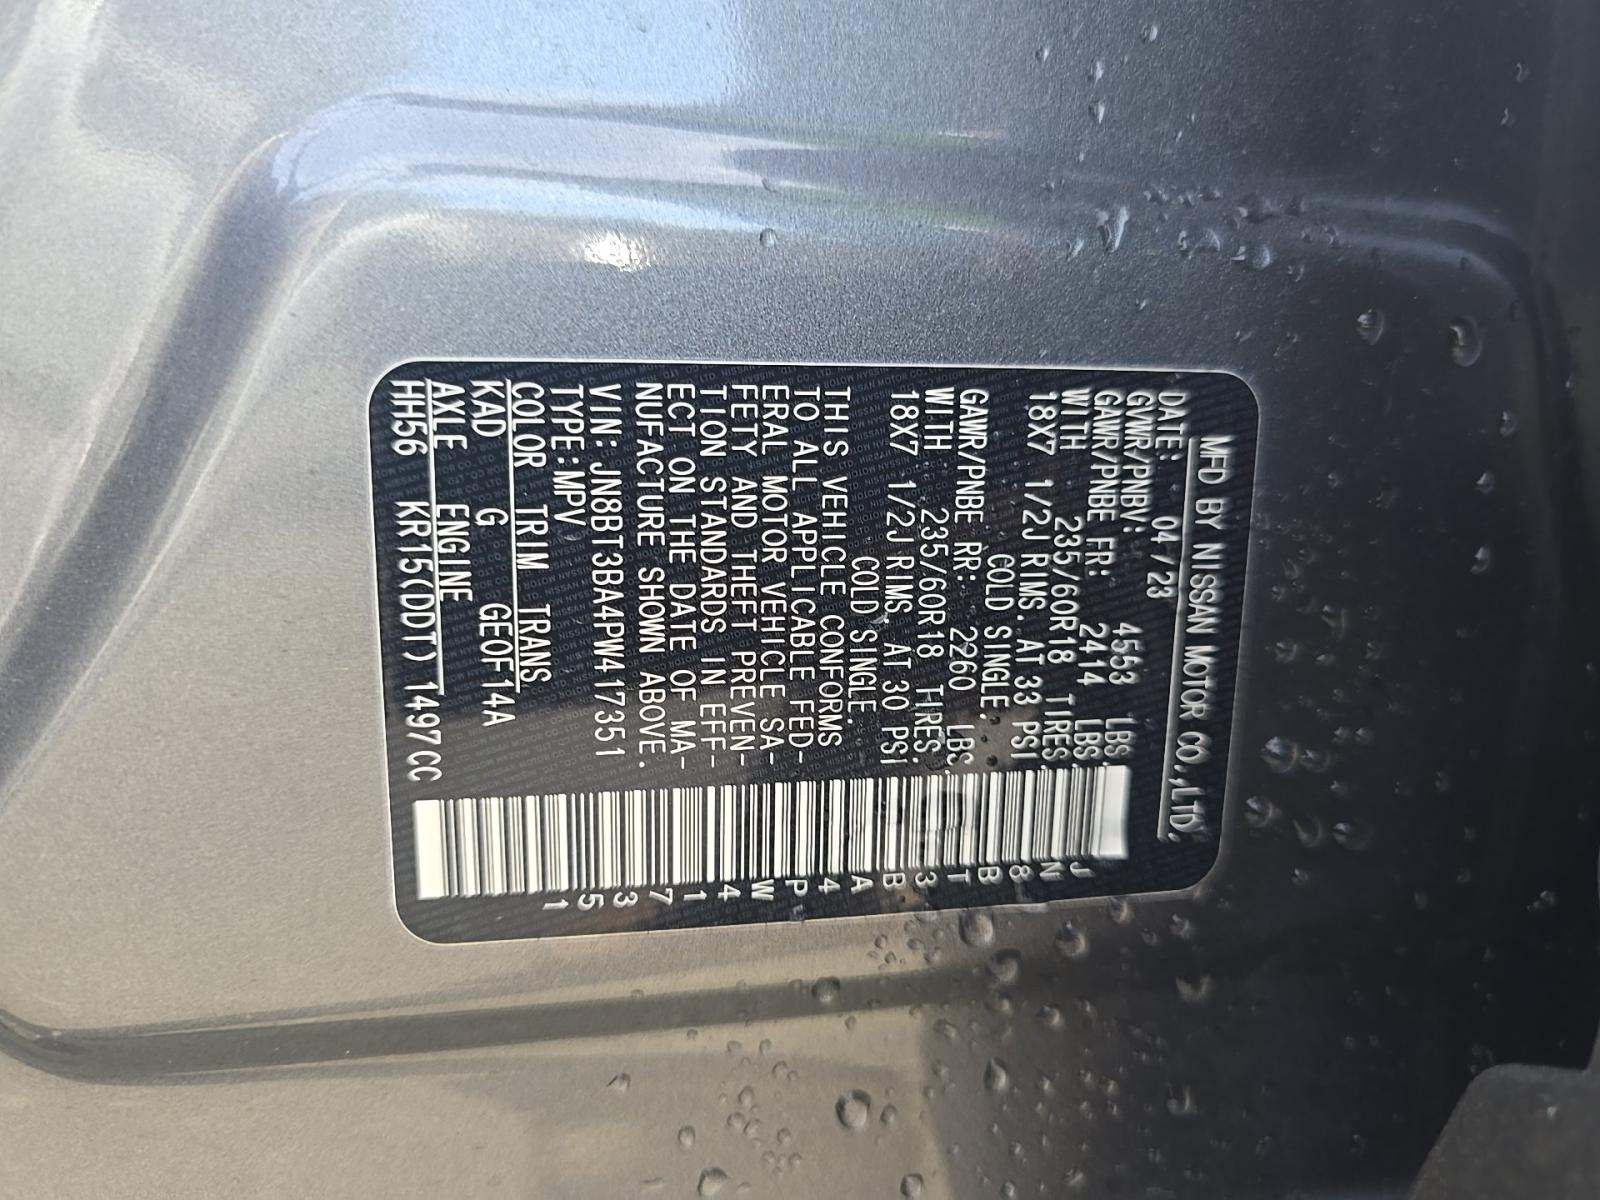 MFD BY NISSAN MOTOR CO.,LTD.
DATE: 04/23
GVWR/PNBV: 4553 LBS.
GAWR/PNBE FR: 2414 LBS.
WITH 235/60R18 TIRES.
18X7 1/2J RIMS. AT 33 PSI
COLD SINGLE.
GAWR/PNBE RR: 2260 LBS.
WITH 235/60R18 TIRES.
18X7 1/2J RIMS. AT 30 PSI
COLD SINGLE.
THIS VEHICLE CONFORMS
TO ALL APPLICABLE FED-
ERAL MOTOR VEHICLE SA-
FETY AND THEFT PREVEN-
TION STANDARDS IN EFF-
ECT ON THE DATE OF MA-
NUFACTURE SHOWN ABOVE.
VIN: JN8BT3BA4PW417351
TYPE:MPV
COLOR TRIM TRANS
KAD G GE0F14A
AXLE ENGINE
HH56 KR15(DDT) 1497CC
JN8BT3BA4PW417351